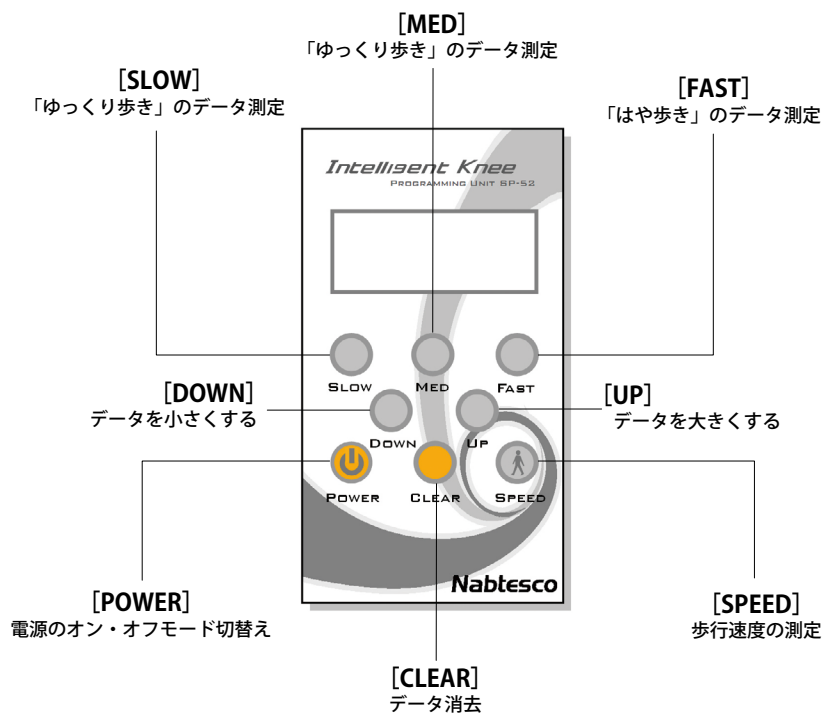 [MED]
「ゆっくり歩き」のデータ測定
[SLOW]
「ゆっくり歩き」のデータ測定
[FAST]
「はや歩き」のデータ測定
Intelligent Knee
PROGRAMMING UNIT SP-52
SLOW MED FAST
[DOWN]
データを小さくする
[UP]
データを大きくする
DOWN UP
POWER CLEAR SPEED
Nabtesco
[POWER]
電源のオン・オフモード切替え
[SPEED]
歩行速度の測定
[CLEAR]
データ消去